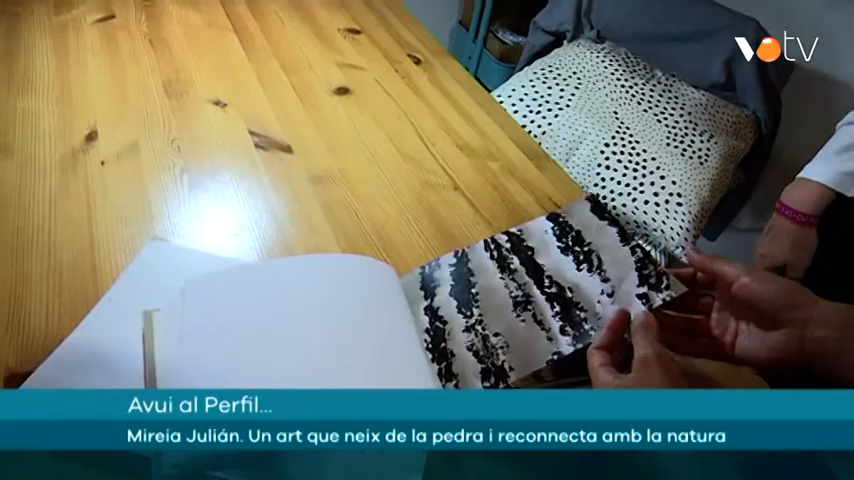 votv
Avui al Perfil...
Mireia Julián. Un art que neix de la pedra i reconnecta amb la natura